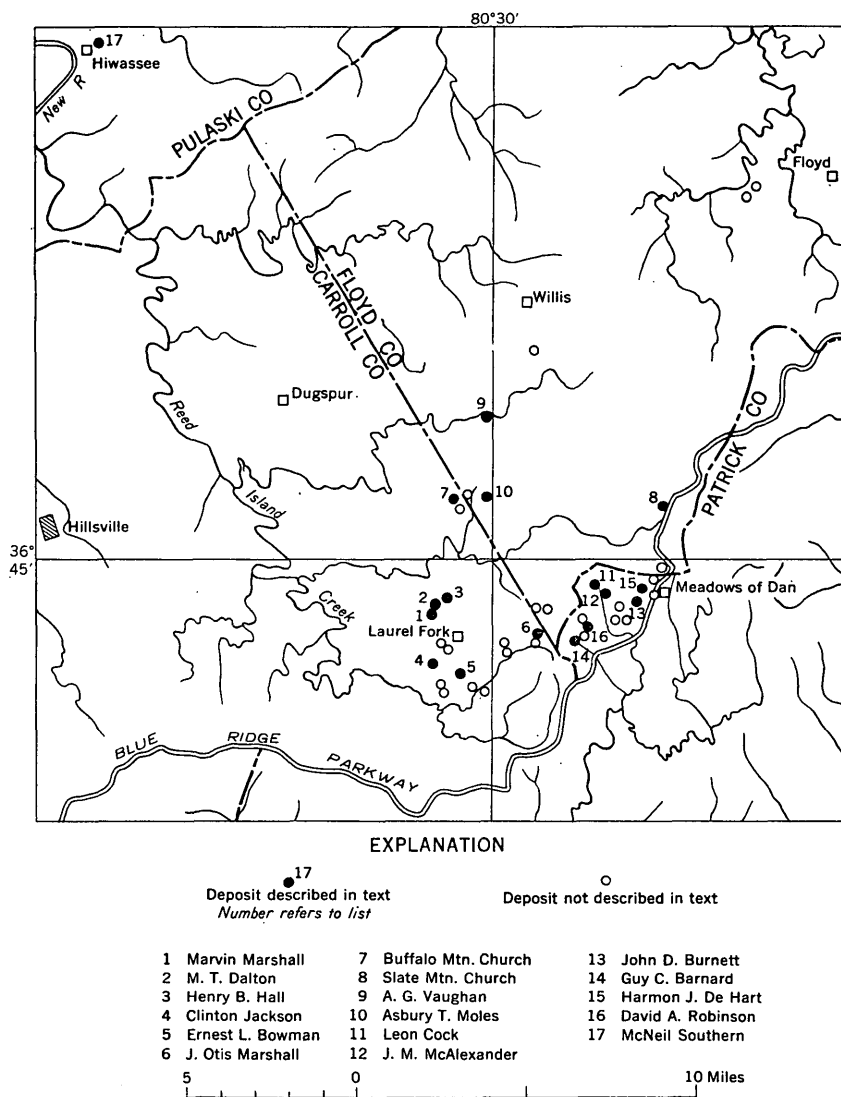 80°30'
17
Hiwassee
New R
PULASKI CO
Floyd
FLOYD CO
CARROLL CO
Willis
Dugspur
Reed
9
PATRICK CO
7
10
8
Island
Hillsville
36°
45'
11
15
Meadows of Dan
Creek
2
3
12
1
13
Laurel Fork
6
16
14
4
5
BLUE RIDGE PARKWAY
EXPLANATION
17
Deposit described in text
Number refers to list
Deposit not described in text
1 Marvin Marshall
2 M. T. Dalton
3 Henry B. Hall
4 Clinton Jackson
5 Ernest L. Bowman
6 J. Otis Marshall
7 Buffalo Mtn. Church
8 Slate Mtn. Church
9 A. G. Vaughan
10 Asbury T. Moles
11 Leon Cock
12 J. M. McAlexander
13 John D. Burnett
14 Guy C. Barnard
15 Harmon J. De Hart
16 David A. Robinson
17 McNeil Southern
5 0 10 Miles